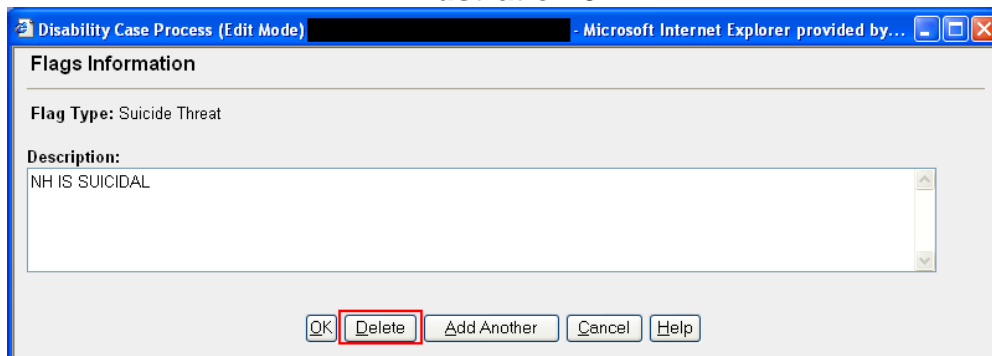 Disability Case Process (Edit Mode) - Microsoft Internet Explorer provided by...
Flags Information
Flag Type: Suicide Threat
Description:
NH IS SUICIDAL
OK Delete Add Another Cancel Help